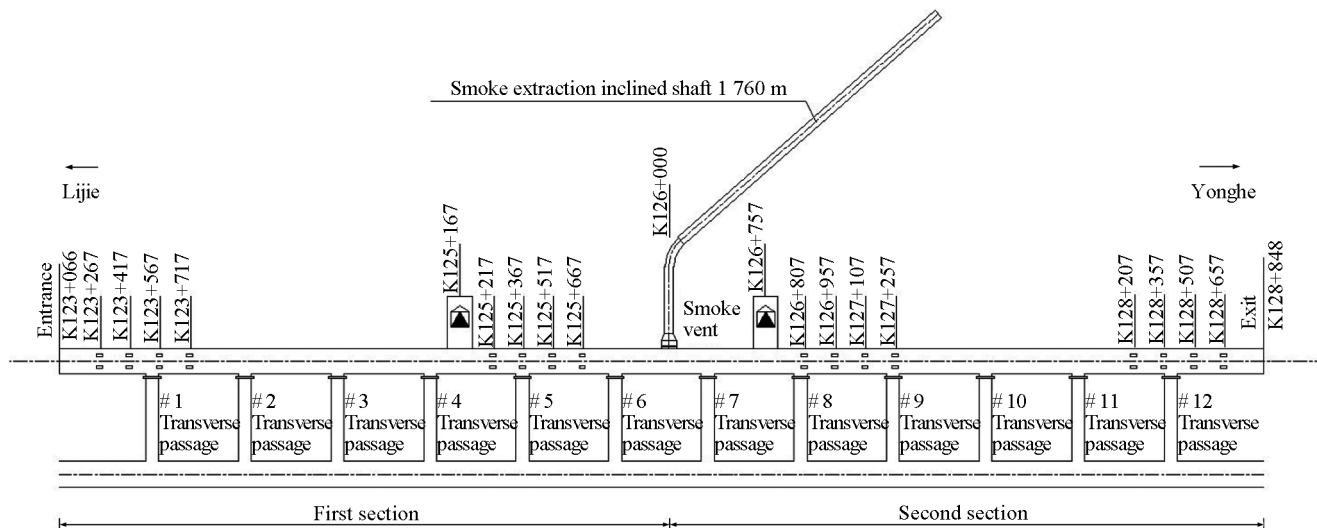 Smoke extraction inclined shaft 1 760 m
Lijie
Yonghe
Entrance
K123+066
K123+267
K123+417
K123+567
K123+717
K125+167
K125+217
K125+367
K125+517
K125+667
K126+000
Smoke
vent
K126+757
K126+807
K126+957
K127+107
K127+257
K128+207
K128+357
K128+507
K128+657
Exit
K128+848
# 1
Transverse
passage
# 2
Transverse
passage
# 3
Transverse
passage
# 4
Transverse
passage
# 5
Transverse
passage
# 6
Transverse
passage
# 7
Transverse
passage
# 8
Transverse
passage
# 9
Transverse
passage
# 10
Transverse
passage
# 11
Transverse
passage
# 12
Transverse
passage
First section
Second section